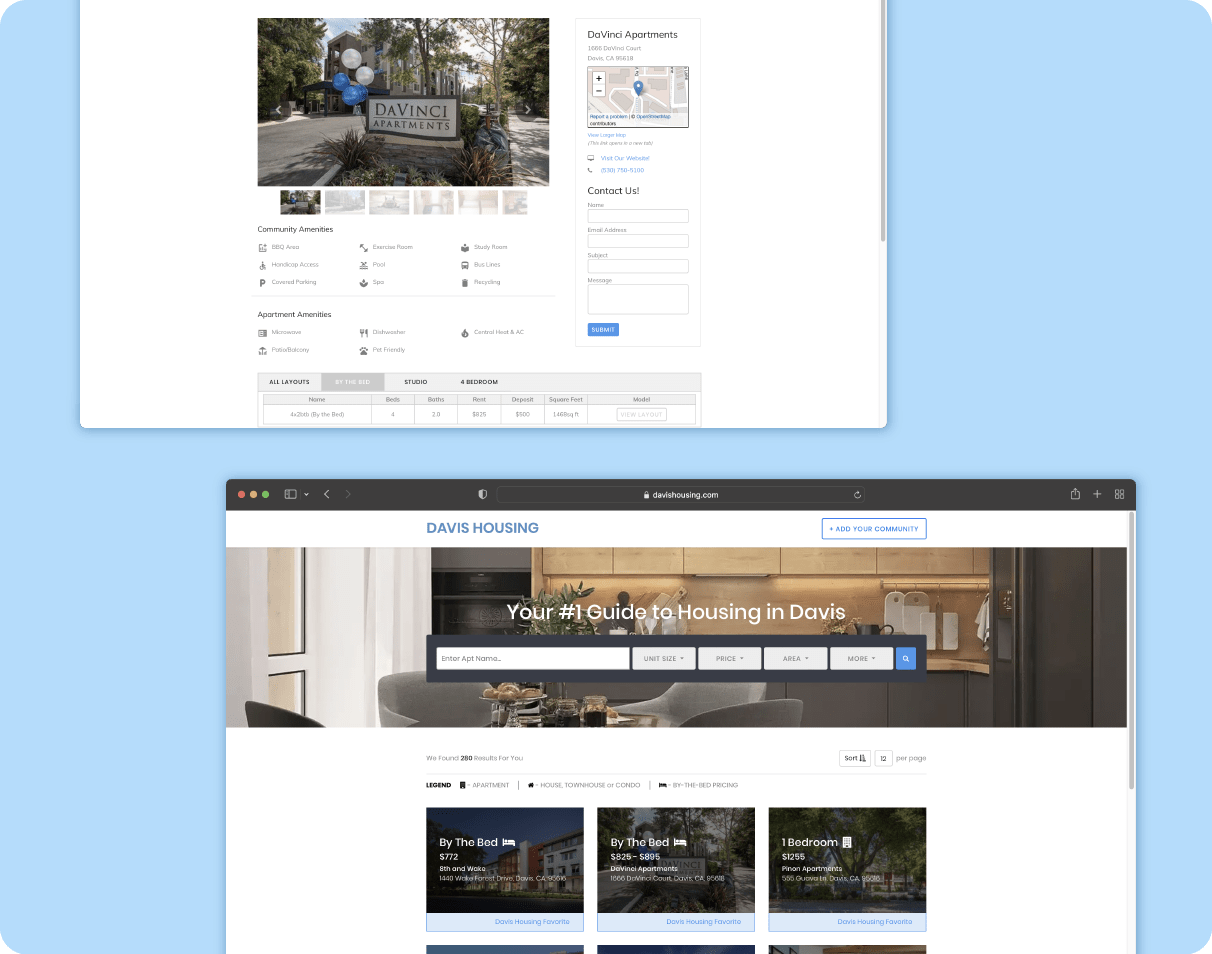 DAVINCI
APARTMENTS
DaVinci Apartments
1666 DaVinci Court
Davis, CA 95618
+
−
Report a problem | © OpenStreetMap
contributors
View Larger Map
(This link opens in a new tab)
Visit Our Website!
(530) 750-5100
Contact Us!
Name
Email Address
Subject
Message
SUBMIT
Community Amenities
BBQ Area Exercise Room Study Room
Handicap Access Pool Bus Lines
Covered Parking Spa Recycling
Apartment Amenities
Microwave Dishwasher Central Heat & AC
Patio/Balcony Pet Friendly
ALL LAYOUTS BY THE BED STUDIO 4 BEDROOM
Name Beds Baths Rent Deposit Square Feet Model
4x2btb (By the Bed) 4 2.0 $825 $500 1469sq ft VIEW LAYOUT
davishousing.com
DAVIS HOUSING + ADD YOUR COMMUNITY
Your #1 Guide to Housing in Davis
Enter Apt Name... UNIT SIZE PRICE AREA MORE
We Found 280 Results For You Sort 12 per page
LEGEND - APARTMENT | - HOUSE, TOWNHOUSE or CONDO | - BY-THE-BED PRICING
By The Bed
$772
8th and Wake
1440 Wake Forest Drive, Davis, CA, 95616
Davis Housing Favorite
By The Bed
$825 - $895
DaVinci Apartments
1666 DaVinci Court, Davis, CA, 95618
Davis Housing Favorite
1 Bedroom
$1255
Pinon Apartments
555 Guava Ln, Davis, CA, 95616
Davis Housing Favorite